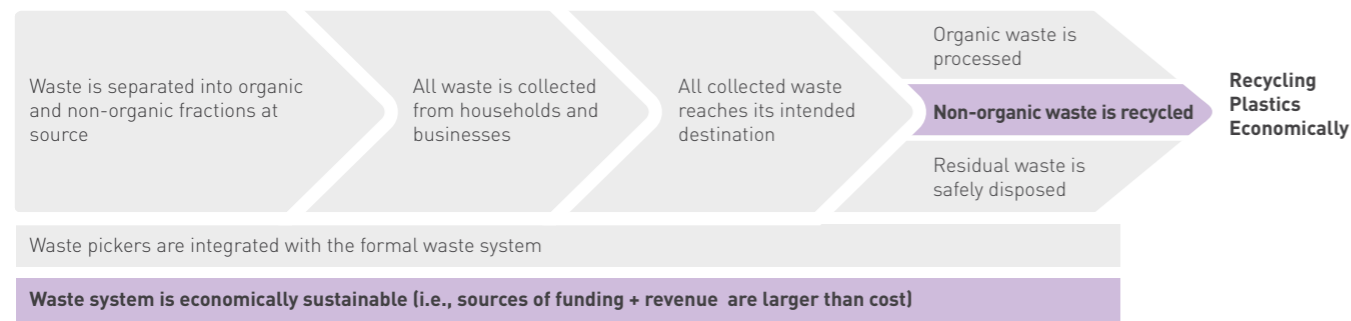 Waste is separated into organic
and non-organic fractions at
source
All waste is collected
from households and
businesses
All collected waste
reaches its intended
destination
Organic waste is
processed
Non-organic waste is recycled
Residual waste is
safely disposed
Recycling
Plastics
Economically
Waste pickers are integrated with the formal waste system
Waste system is economically sustainable (i.e., sources of funding + revenue are larger than cost)